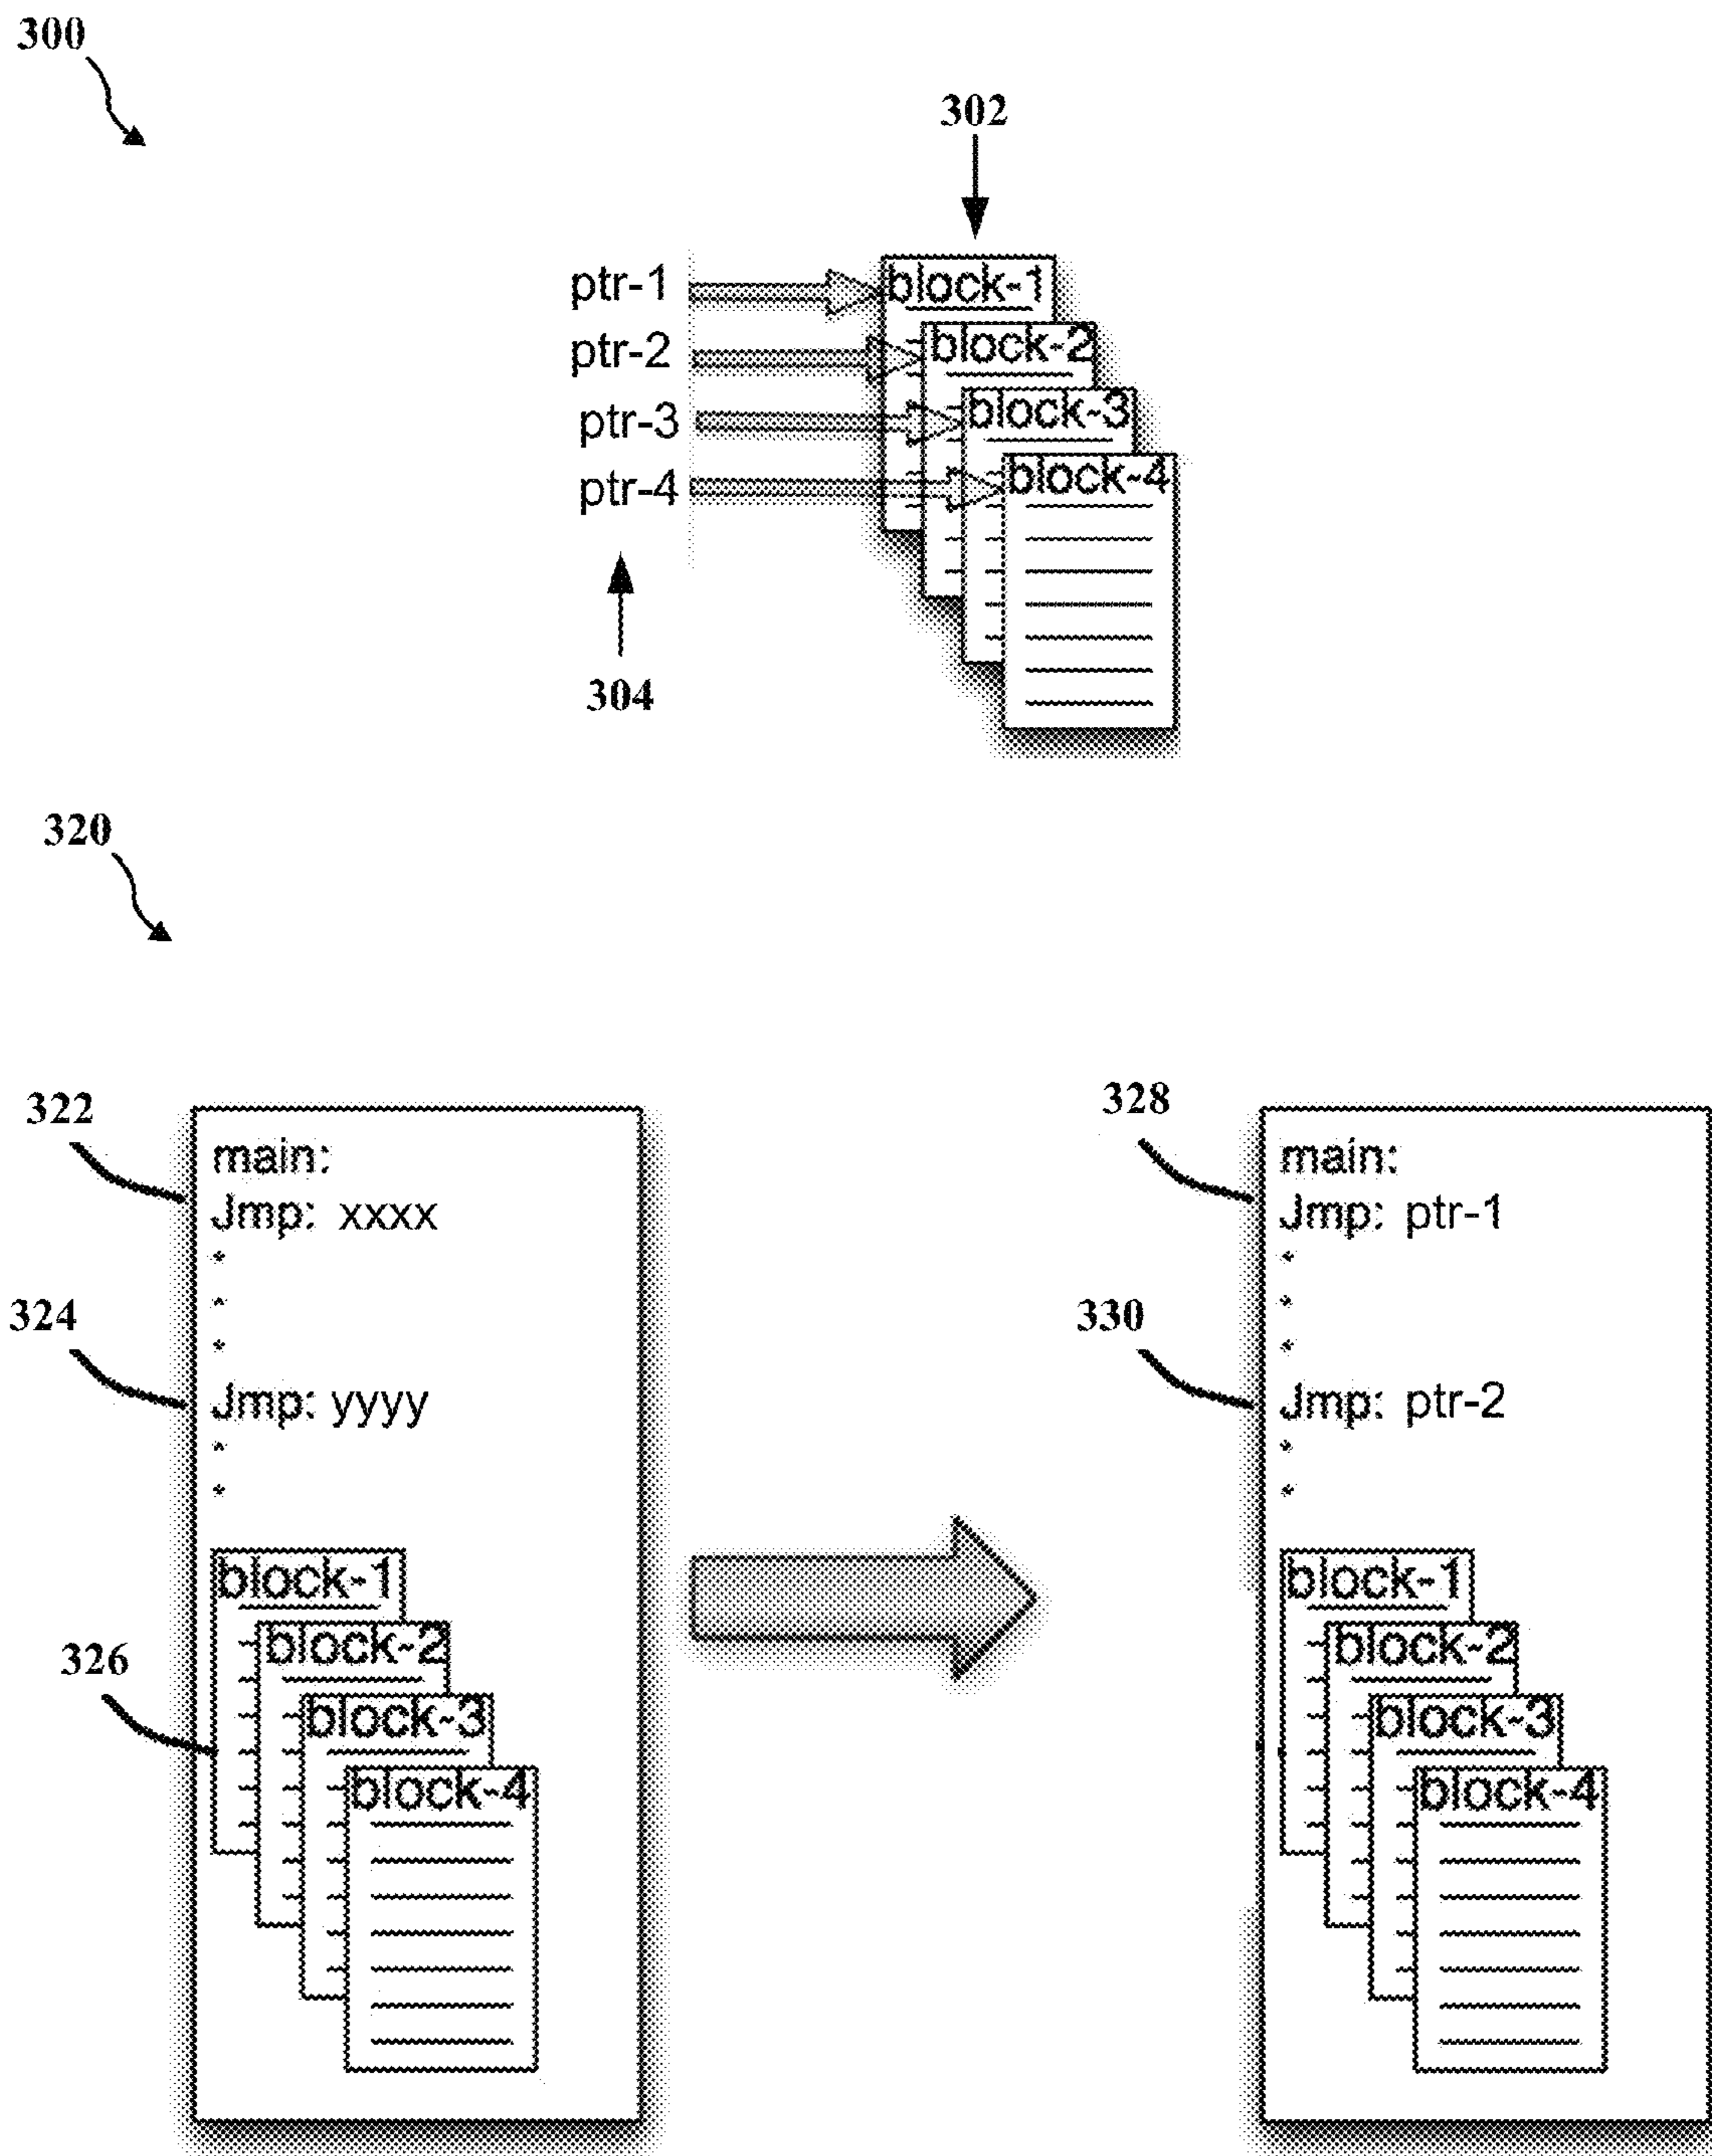 300
302
ptr-1
block-1
ptr-2
block-2
ptr-3
block-3
ptr-4
block-4
304
320
322
main:
Jmp: xxxx
324
Jmp: yyyy
block-1
block-2
326
block-3
block-4
328
main:
Jmp: ptr-1
330
Jmp: ptr-2
block-1
block-2
block-3
block-4